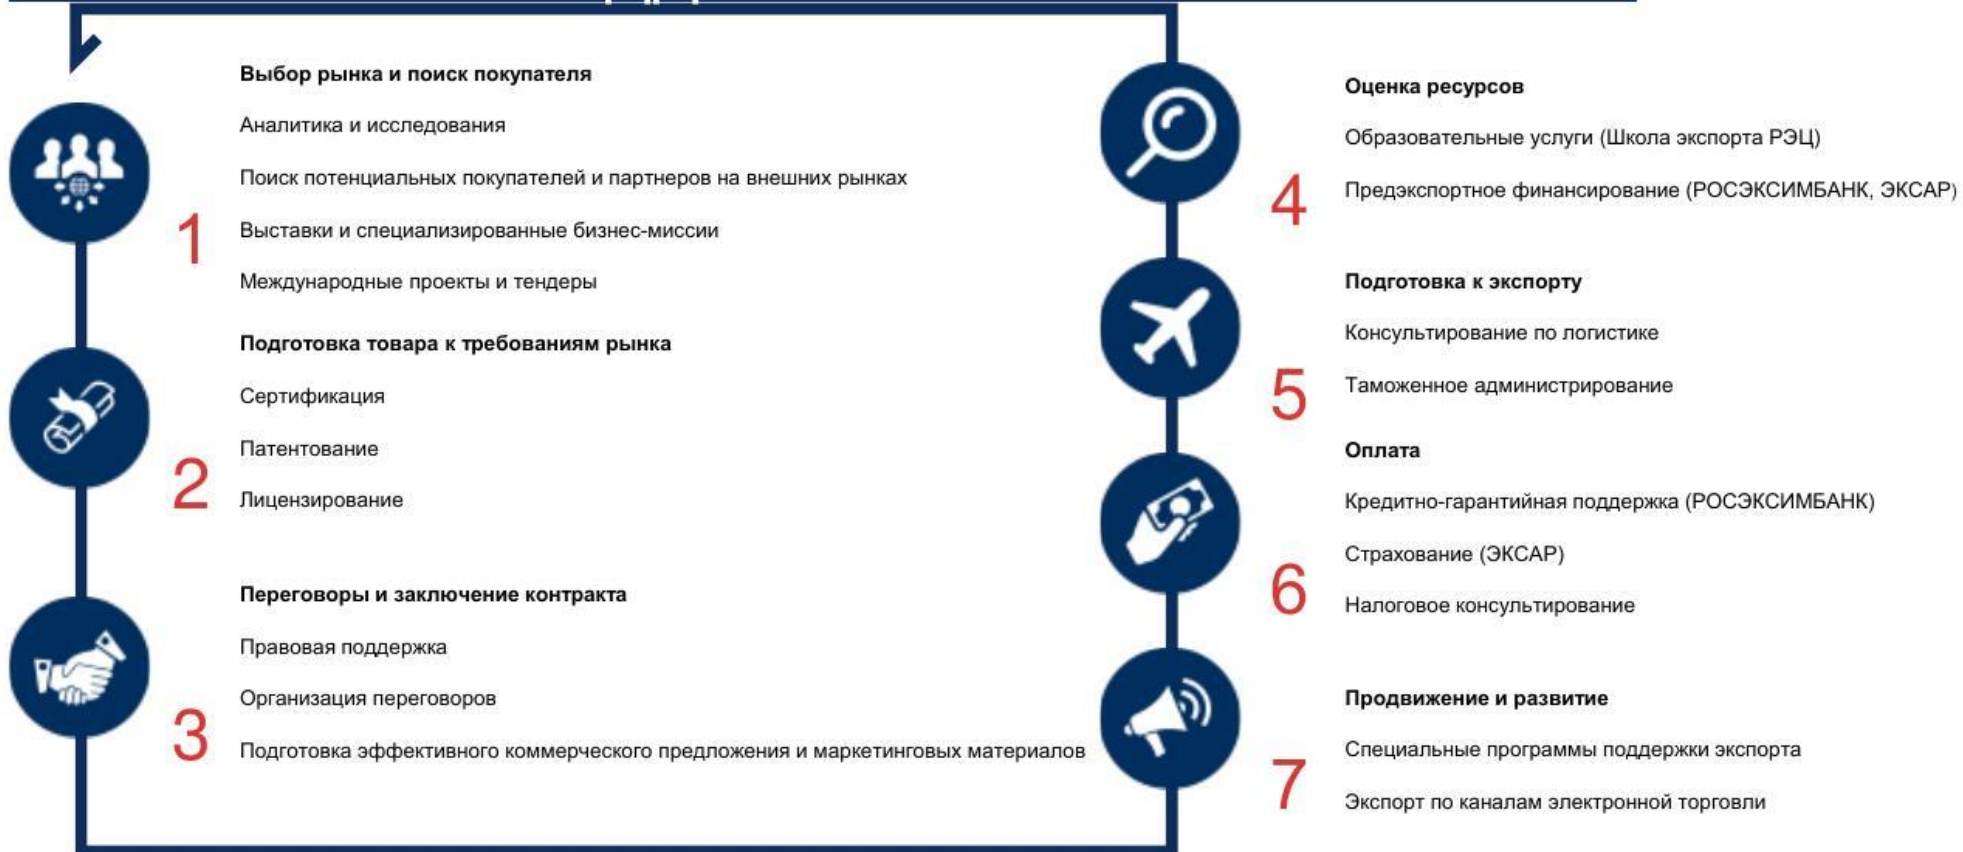 Выбор рынка и поиск покупателя
Аналитика и исследования
Поиск потенциальных покупателей и партнеров на внешних рынках
1
Выставки и специализированные бизнес-миссии
Международные проекты и тендеры
Подготовка товара к требованиям рынка
Сертификация
Патентование
2
Лицензирование
Переговоры и заключение контракта
Правовая поддержка
Организация переговоров
3
Подготовка эффективного коммерческого предложения и маркетинговых материалов
Оценка ресурсов
Образовательные услуги (Школа экспорта РЭЦ)
4
Предэкспортное финансирование (РОСЭКСИМБАНК, ЭКСАР)
Подготовка к экспорту
Консультирование по логистике
5
Таможенное администрирование
Оплата
Кредитно-гарантийная поддержка (РОСЭКСИМБАНК)
Страхование (ЭКСАР)
6
Налоговое консультирование
Продвижение и развитие
Специальные программы поддержки экспорта
7
Экспорт по каналам электронной торговли